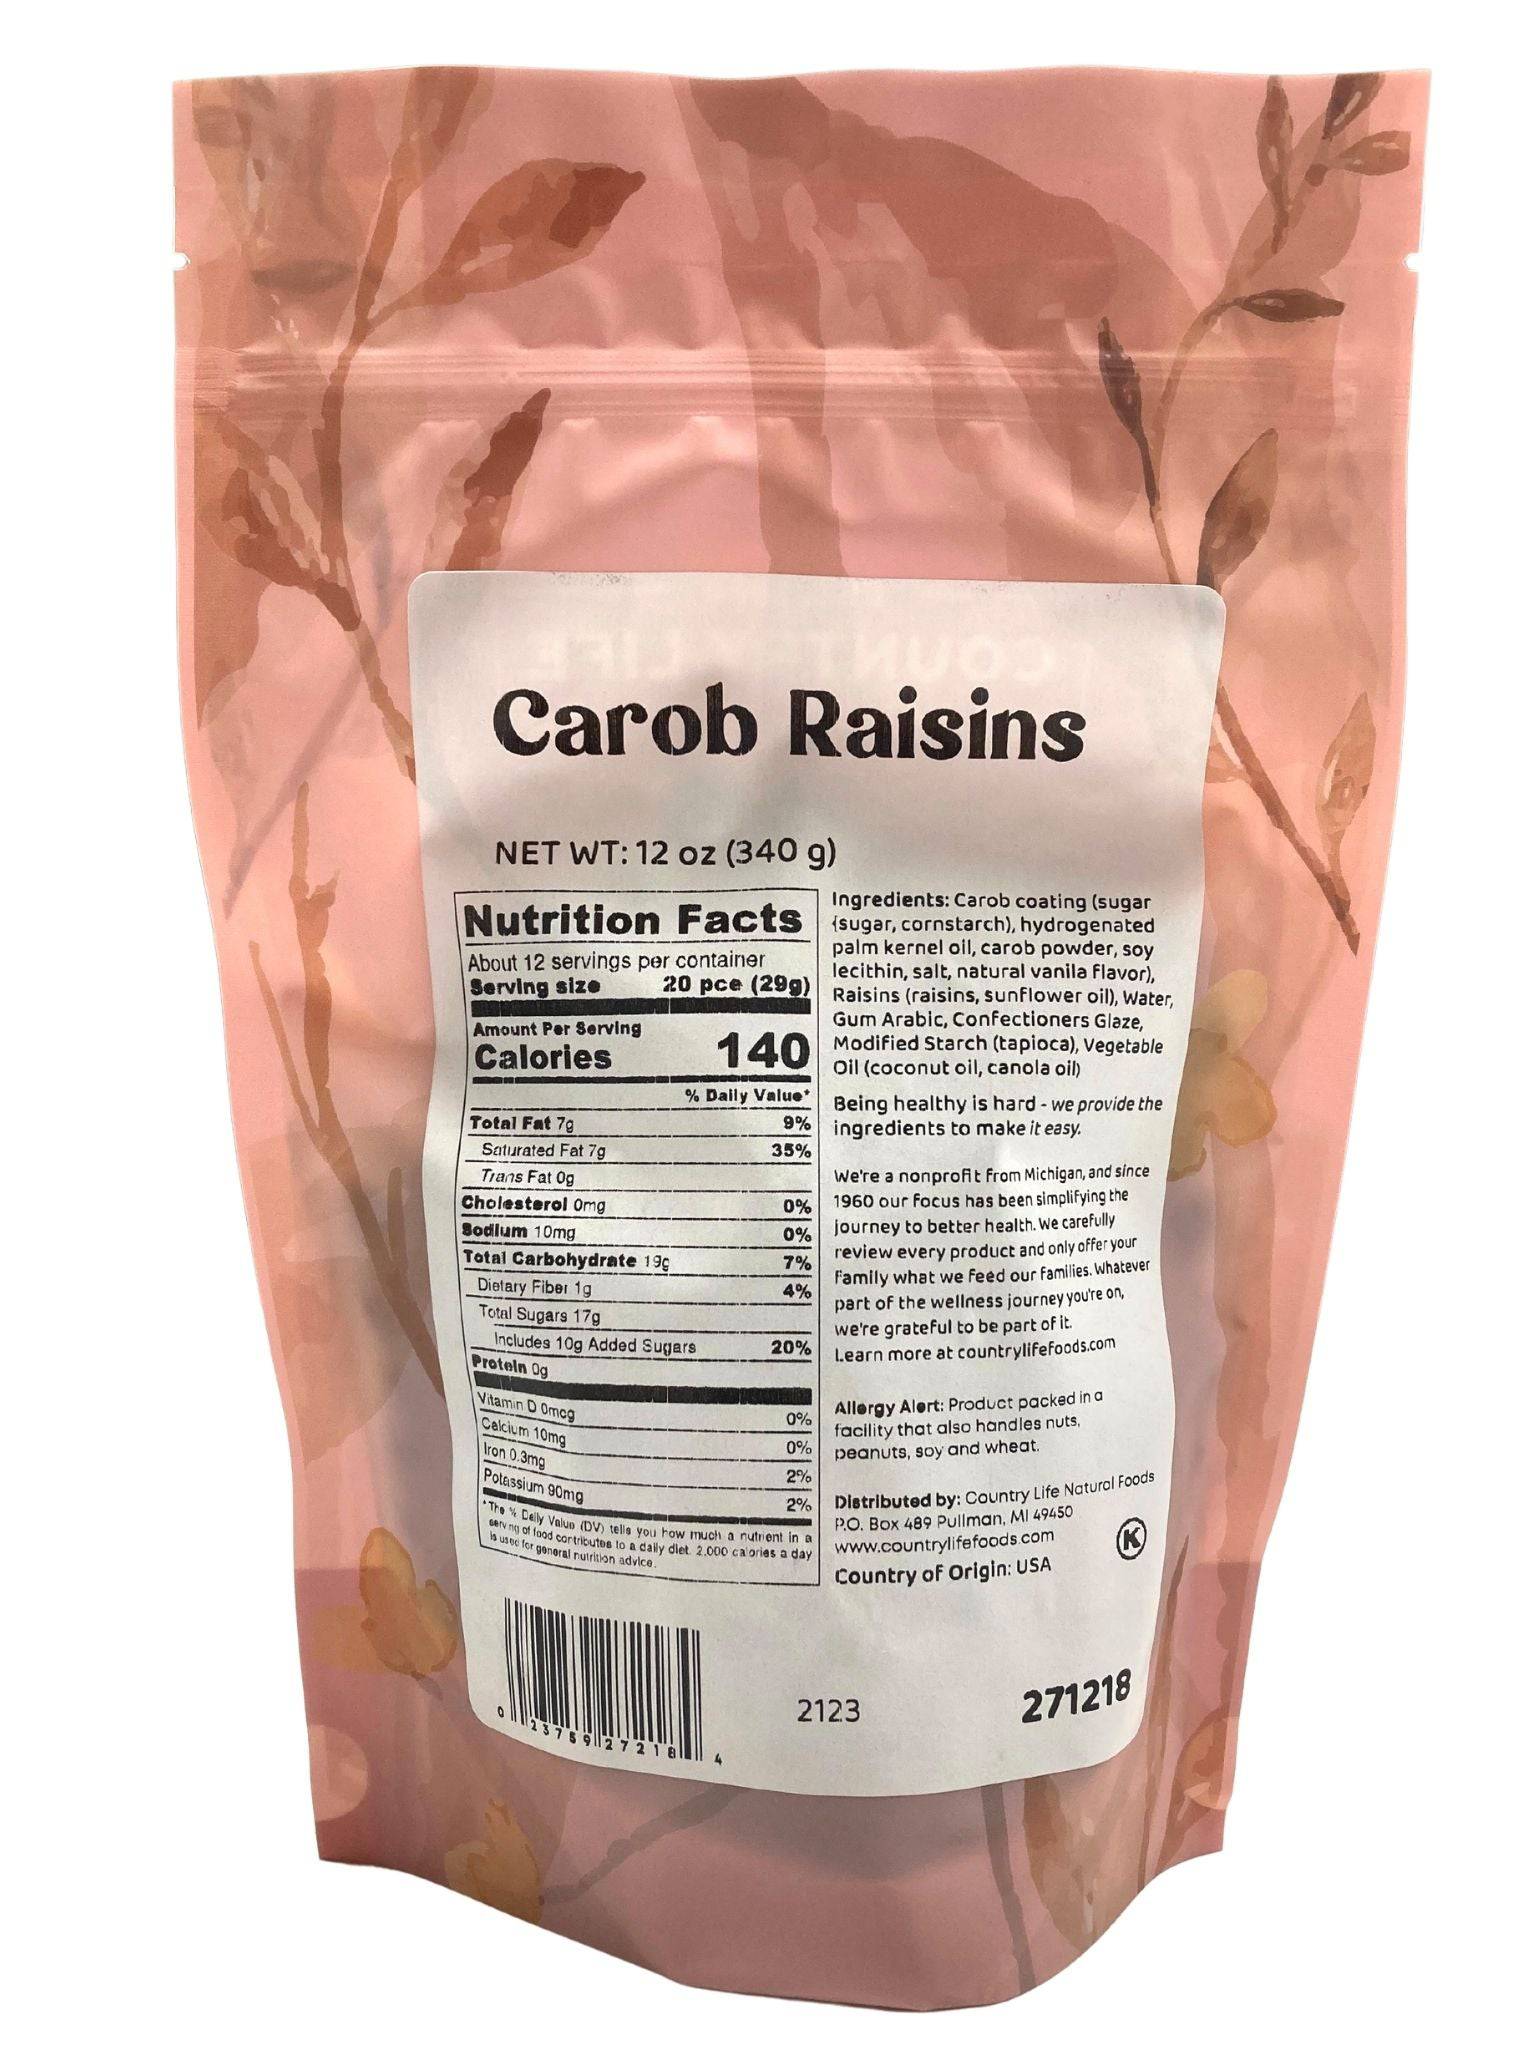 Carob Raisins
NET WT: 12 oz (340 g)
Nutrition Facts
About 12 servings per container
Serving size 20 pce (29g)
Amount Per Serving
Calories 140
% Daily Value*
Total Fat 7g 9%
Saturated Fat 7g 35%
Trans Fat 0g
Cholesterol 0mg 0%
Sodium 10mg 0%
Total Carbohydrate 19g 7%
Dietary Fiber 1g 4%
Total Sugars 17g
Includes 10g Added Sugars 20%
Protein 0g
Vitamin D 0mcg 0%
Calcium 10mg 0%
Iron 0.3mg 2%
Potassium 90mg 2%
*The % Daily Value (DV) tells you how much a nutrient in a
serving of food contributes to a daily diet. 2,000 calories a day
is used for general nutrition advice.
Ingredients: Carob coating (sugar
{sugar, cornstarch), hydrogenated
palm kernel oil, carob powder, soy
lecithin, salt, natural vanila flavor),
Raisins (raisins, sunflower oil), Water,
Gum Arabic, Confectioners Glaze,
Modified Starch (tapioca), Vegetable
Oil (coconut oil, canola oil)
Being healthy is hard - we provide the
ingredients to make it easy.
We're a nonprofit from Michigan, and since
1960 our focus has been simplifying the
journey to better health. We carefully
review every product and only offer your
family what we feed our families. Whatever
part of the wellness journey you're on,
we're grateful to be part of it.
Learn more at countrylifefoods.com
Allergy Alert: Product packed in a
facility that also handles nuts,
peanuts, soy and wheat.
Distributed by: Country Life Natural Foods
P.O. Box 489 Pullman, MI 49450
www.countrylifefoods.com
K
Country of Origin: USA
0 23759 27218 4
2123
271218